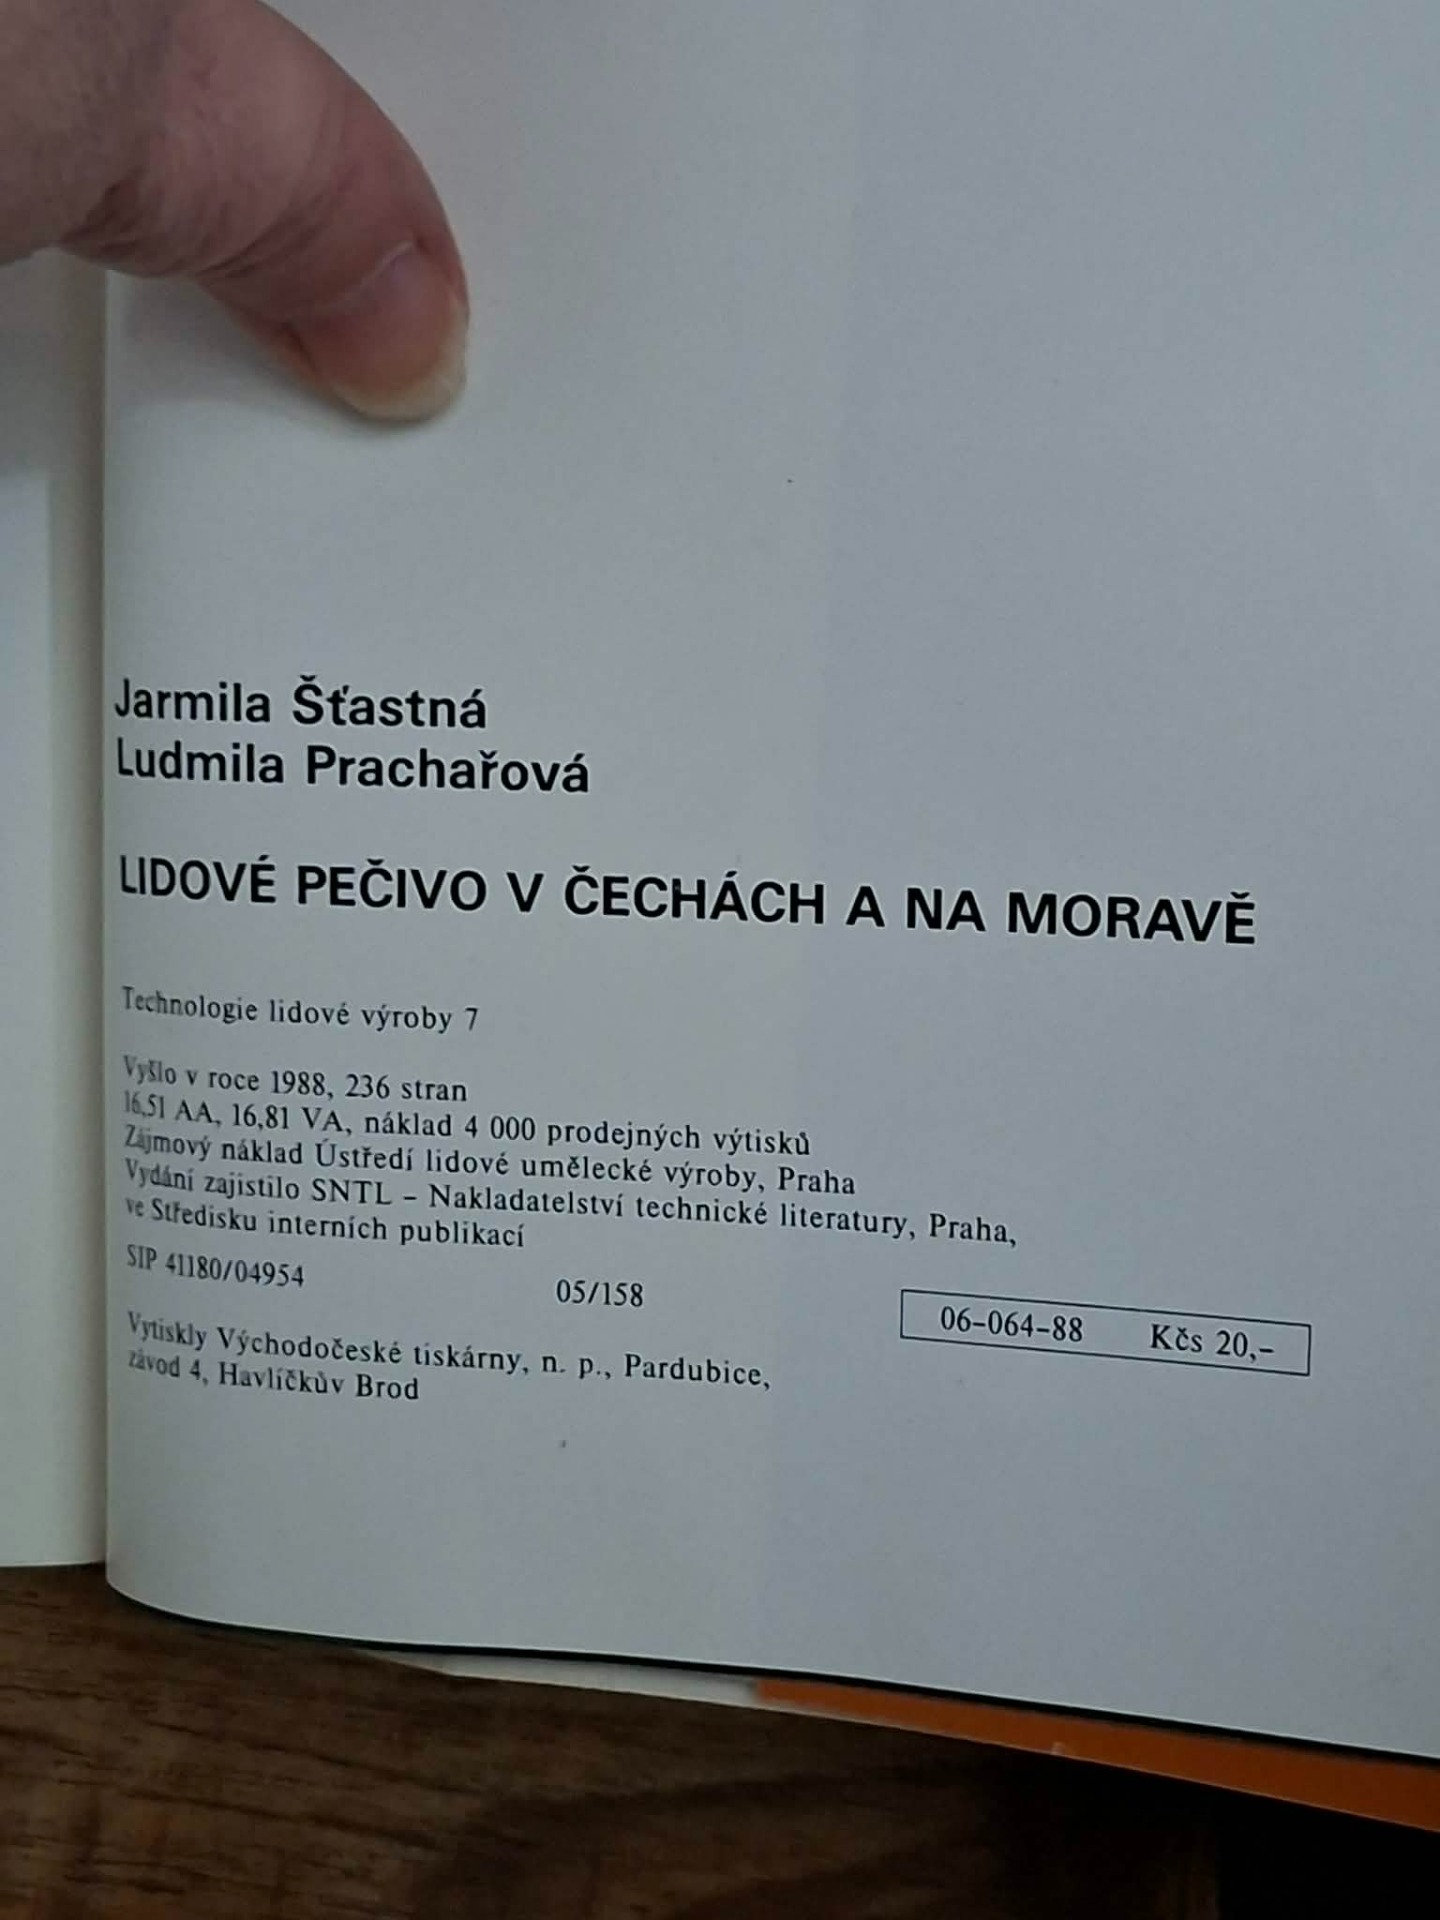 Jarmila Šťastná
Ludmila Prachařová
LIDOVÉ PEČIVO V ČECHÁCH A NA MORAVĚ
Technologie lidové výroby 7
Vyšlo v roce 1988, 236 stran
16,51 AA, 16,81 VA, náklad 4 000 prodejných výtisků
Zájmový náklad Ústředí lidové umělecké výroby, Praha
Vydání zajistilo SNTL – Nakladatelství technické literatury, Praha,
ve Středisku interních publikací
SIP 41180/04954 05/158 06-064-88 Kčs 20,-
Vytiskly Východočeské tiskárny, n. p., Pardubice,
závod 4, Havlíčkův Brod